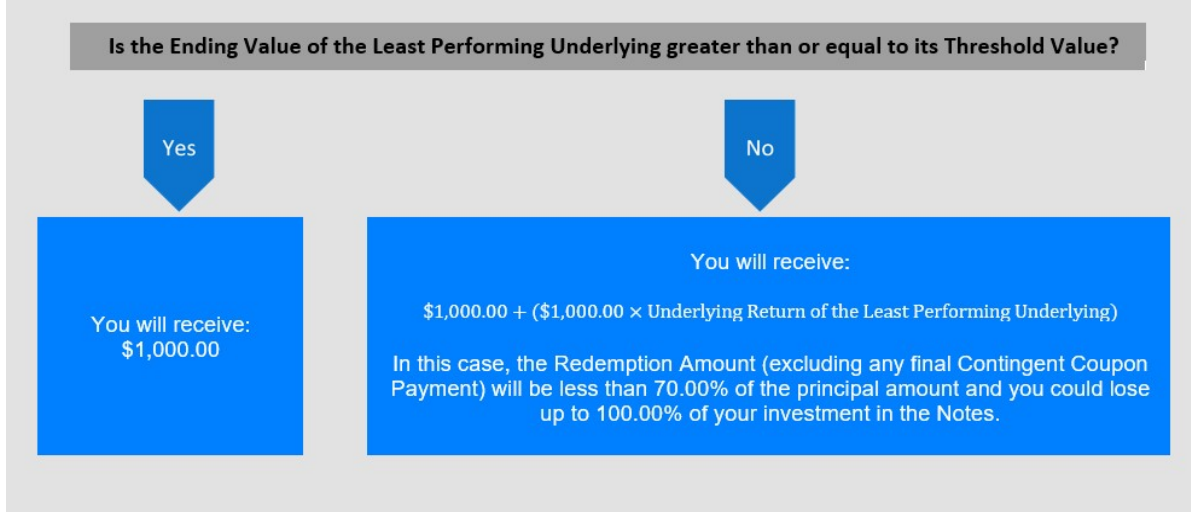 Is the Ending Value of the Least Performing Underlying greater than or equal to its Threshold Value?
Yes
No
You will receive:
$1,000.00
You will receive:
$1,000.00 + ($1,000.00 × Underlying Return of the Least Performing Underlying)
In this case, the Redemption Amount (excluding any final Contingent Coupon
Payment) will be less than 70.00% of the principal amount and you could lose
up to 100.00% of your investment in the Notes.